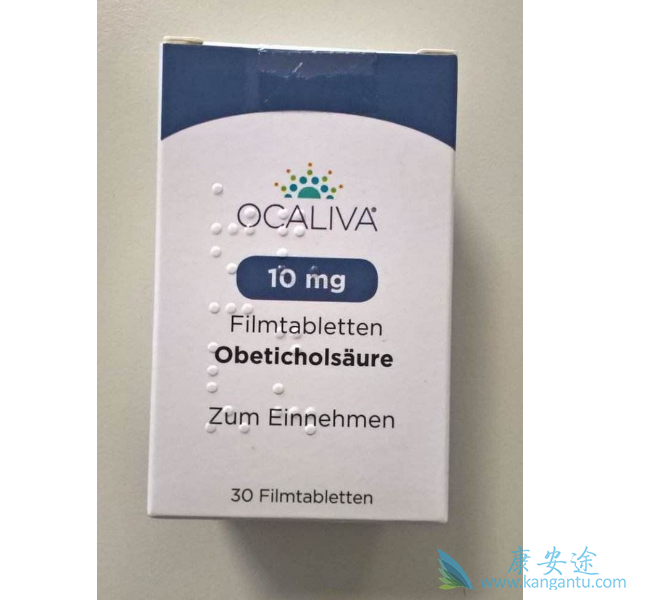 OCALIVA®
10 mg
Filmtabletten
Obeticholsäure
Zum Einnehmen
30 Filmtabletten
康安途
www.kangantu.com